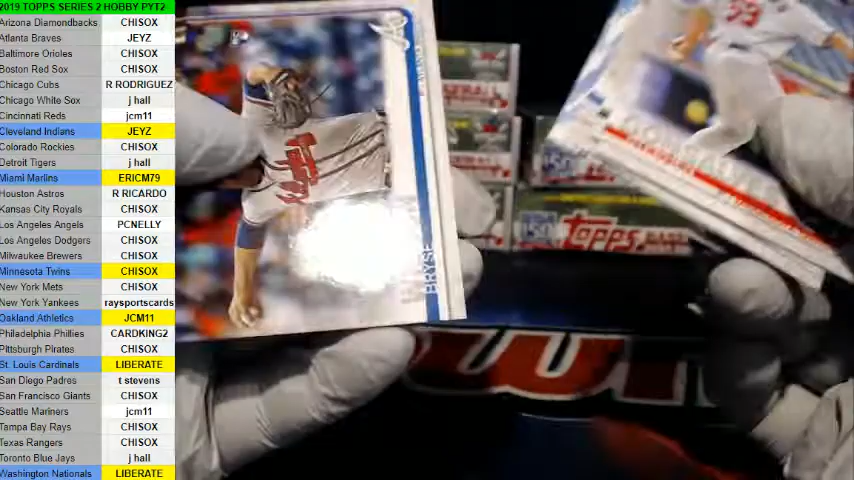 2019 TOPPS SERIES 2 HOBBY PYT2
Arizona Diamondbacks CHISOX
Atlanta Braves JEYZ
Baltimore Orioles CHISOX
Boston Red Sox CHISOX
Chicago Cubs R RODRIGUEZ
Chicago White Sox j hall
Cincinnati Reds jcm11
Cleveland Indians JEYZ
Colorado Rockies CHISOX
Detroit Tigers j hall
Miami Marlins ERICM79
Houston Astros R RICARDO
Kansas City Royals CHISOX
Los Angeles Angels PCNELLY
Los Angeles Dodgers CHISOX
Milwaukee Brewers CHISOX
Minnesota Twins CHISOX
New York Mets CHISOX
New York Yankees raysportscards
Oakland Athletics JCM11
Philadelphia Phillies CARDKING2
Pittsburgh Pirates CHISOX
St. Louis Cardinals LIBERATE
San Diego Padres t stevens
San Francisco Giants CHISOX
Seattle Mariners jcm11
Tampa Bay Rays CHISOX
Texas Rangers CHISOX
Toronto Blue Jays j hall
Washington Nationals LIBERATE
BRYSE
Topps
150